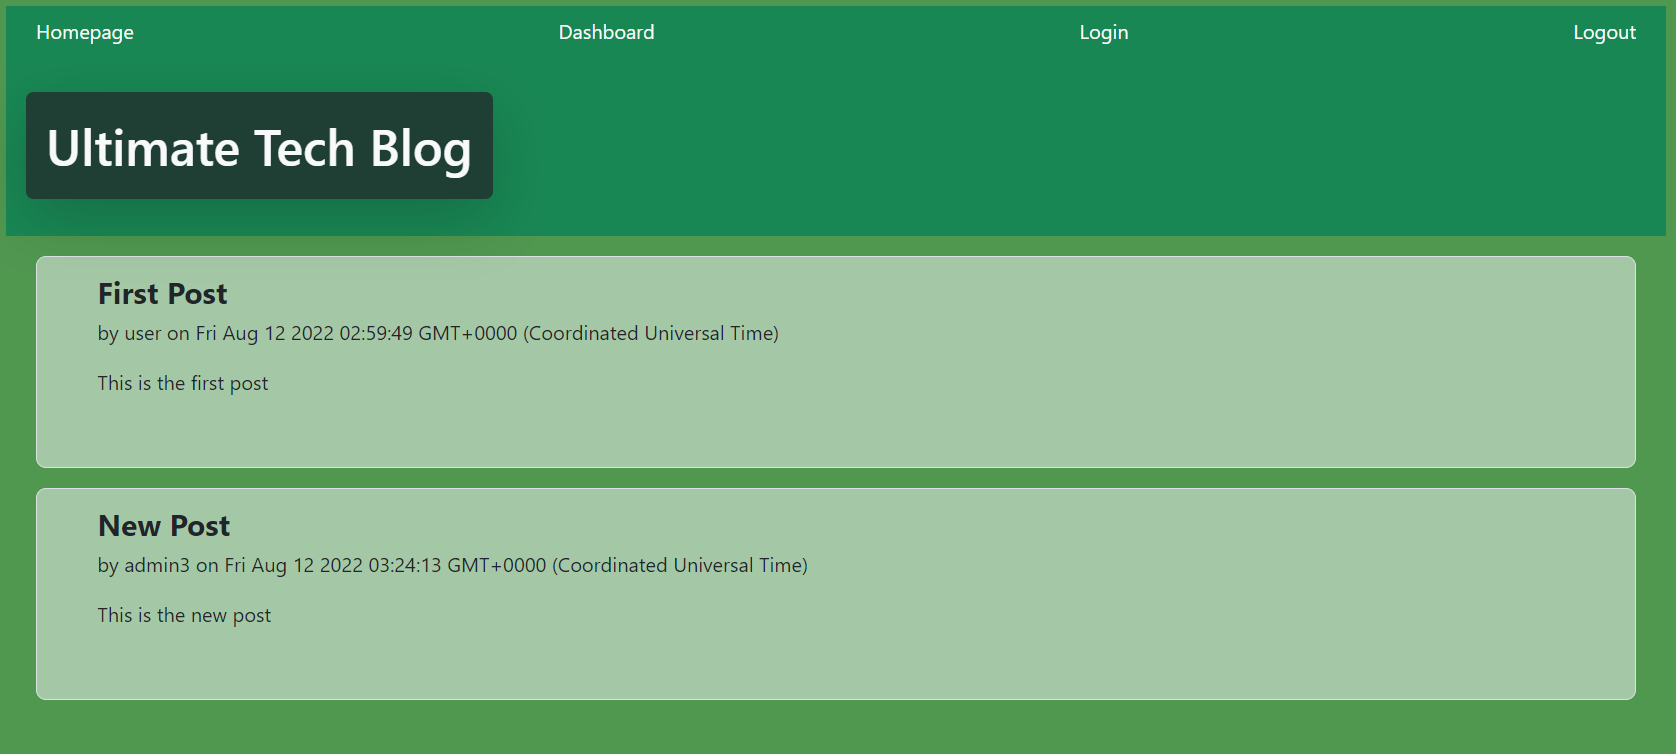 Homepage Dashboard Login Logout
Ultimate Tech Blog
First Post
by user on Fri Aug 12 2022 02:59:49 GMT+0000 (Coordinated Universal Time)
This is the first post
New Post
by admin3 on Fri Aug 12 2022 03:24:13 GMT+0000 (Coordinated Universal Time)
This is the new post